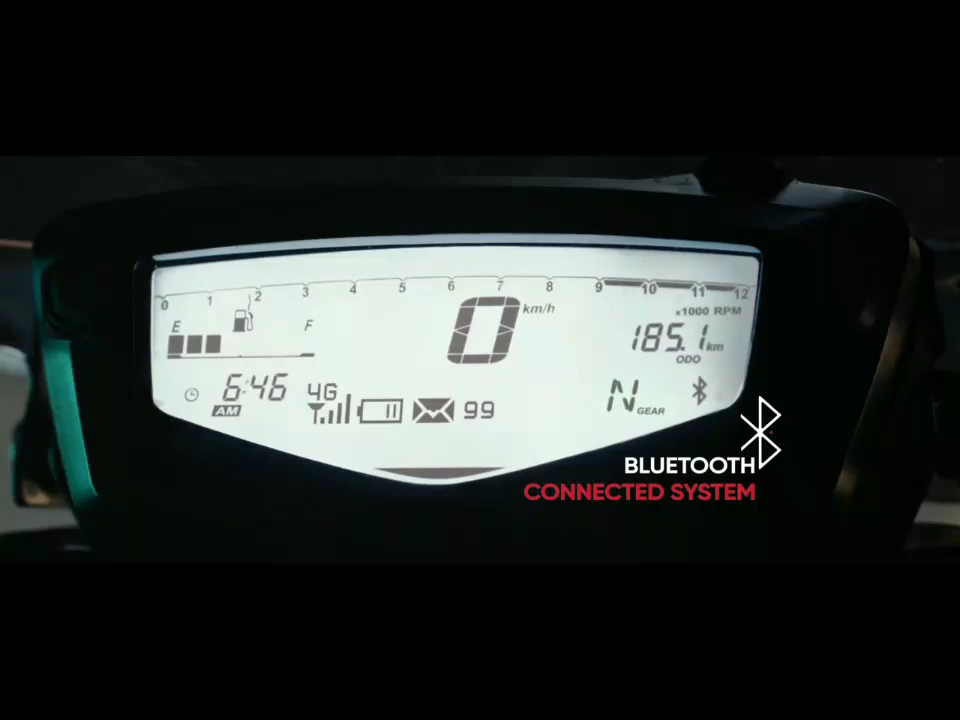 0 1 2 3 4 5 6 7 8 9 10 11 12
x1000 RPM
E F
0 km/h
185.1 km
ODO
6:46
AM
4G
99
N GEAR
BLUETOOTH
CONNECTED SYSTEM